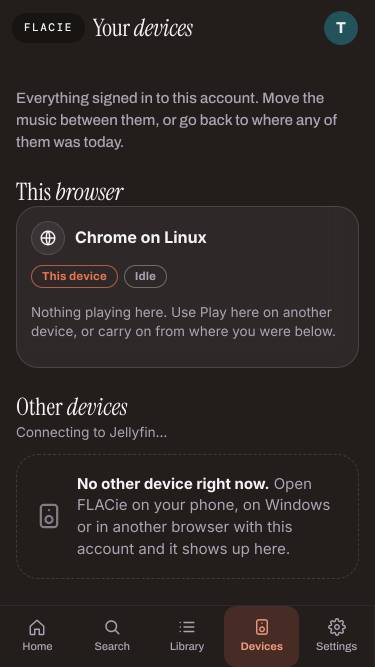 FLACIE Your devices T
Everything signed in to this account. Move the
music between them, or go back to where any of
them was today.
This browser
Chrome on Linux
This device Idle
Nothing playing here. Use Play here on another
device, or carry on from where you were below.
Other devices
Connecting to Jellyfin...
No other device right now. Open
FLACie on your phone, on Windows
or in another browser with this
account and it shows up here.
Home Search Library Devices Settings